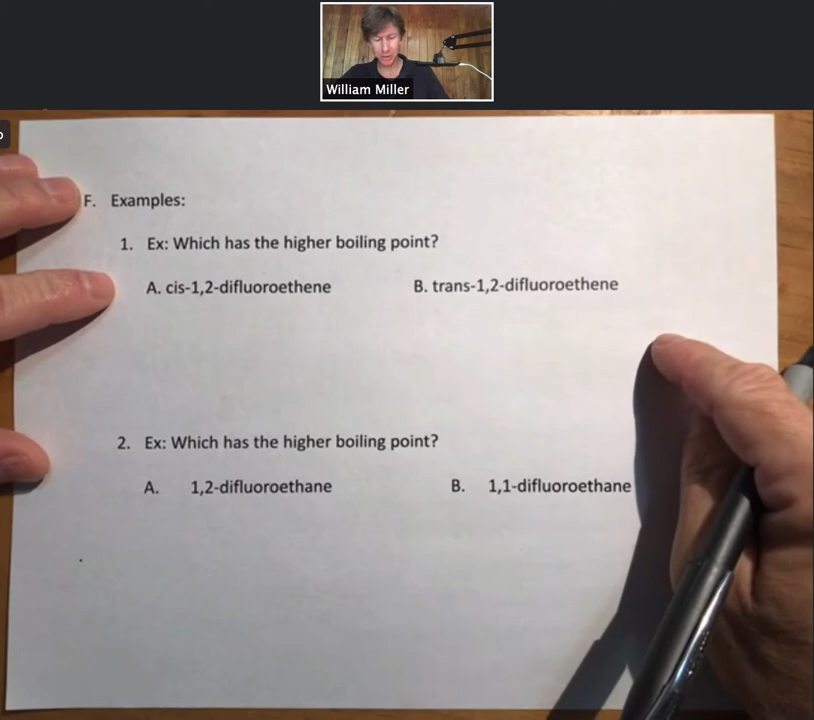 William Miller
F. Examples:
1. Ex: Which has the higher boiling point?
A. cis-1,2-difluoroethene B. trans-1,2-difluoroethene
2. Ex: Which has the higher boiling point?
A. 1,2-difluoroethane B. 1,1-difluoroethane